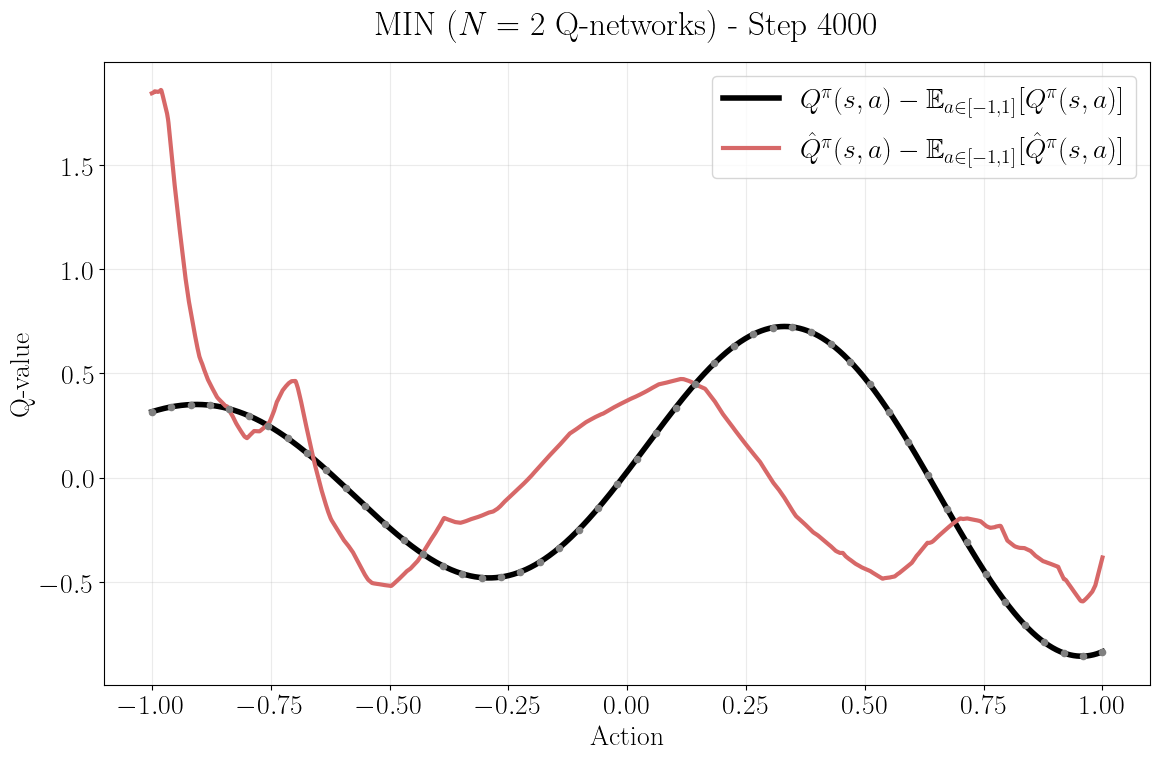 MIN (N = 2 Q-networks) - Step 4000
Q^π(s, a) − 𝔼_{a∈[−1,1]}[Q^π(s, a)]
Q̂^π(s, a) − 𝔼_{a∈[−1,1]}[Q̂^π(s, a)]
Q-value
1.5
1.0
0.5
0.0
−0.5
−1.00 −0.75 −0.50 −0.25 0.00 0.25 0.50 0.75 1.00
Action